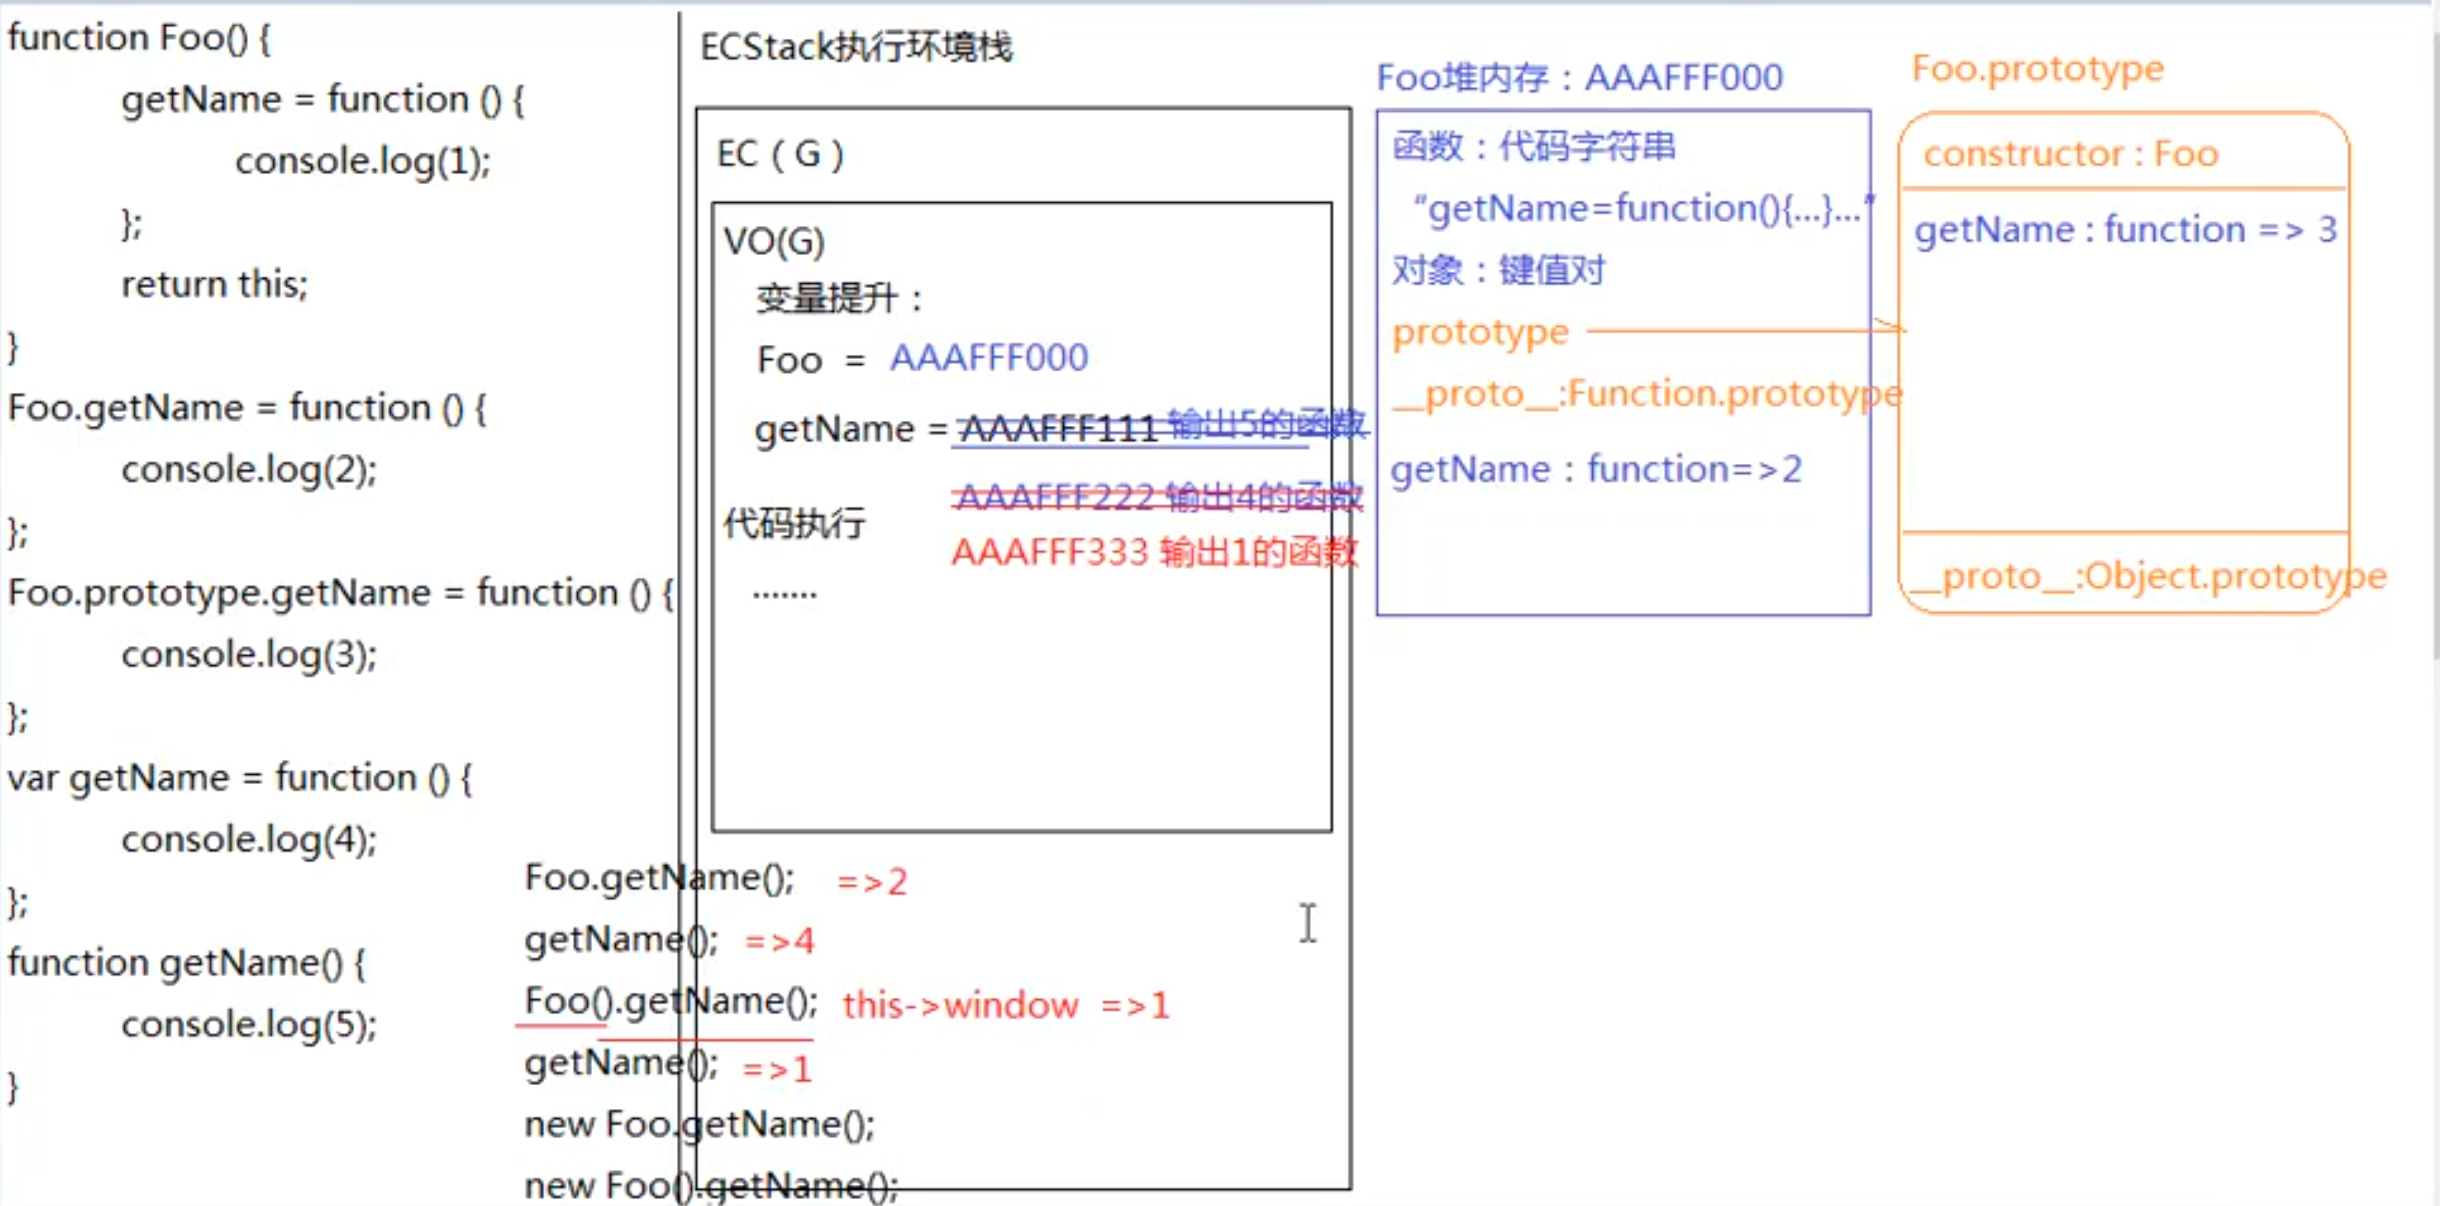 function Foo() {
getName = function () {
console.log(1);
};
return this;
}
Foo.getName = function () {
console.log(2);
};
Foo.prototype.getName = function () {
console.log(3);
};
var getName = function () {
console.log(4);
};
function getName() {
console.log(5);
}
Foo.getName(); =>2
getName(); =>4
Foo().getName(); this->window =>1
getName(); =>1
new Foo.getName();
new Foo().getName();
ECStack执行环境栈
EC ( G )
VO(G)
变量提升：
Foo = AAAFFF000
getName = AAAFFF111 输出5的函数
AAAFFF222 输出4的函数
AAAFFF333 输出1的函数
代码执行
.......
Foo堆内存：AAAFFF000
函数：代码字符串
“getName=function(){...}...”
对象：键值对
prototype
__proto__:Function.prototype
getName : function=>2
Foo.prototype
constructor : Foo
getName : function => 3
__proto__:Object.prototype